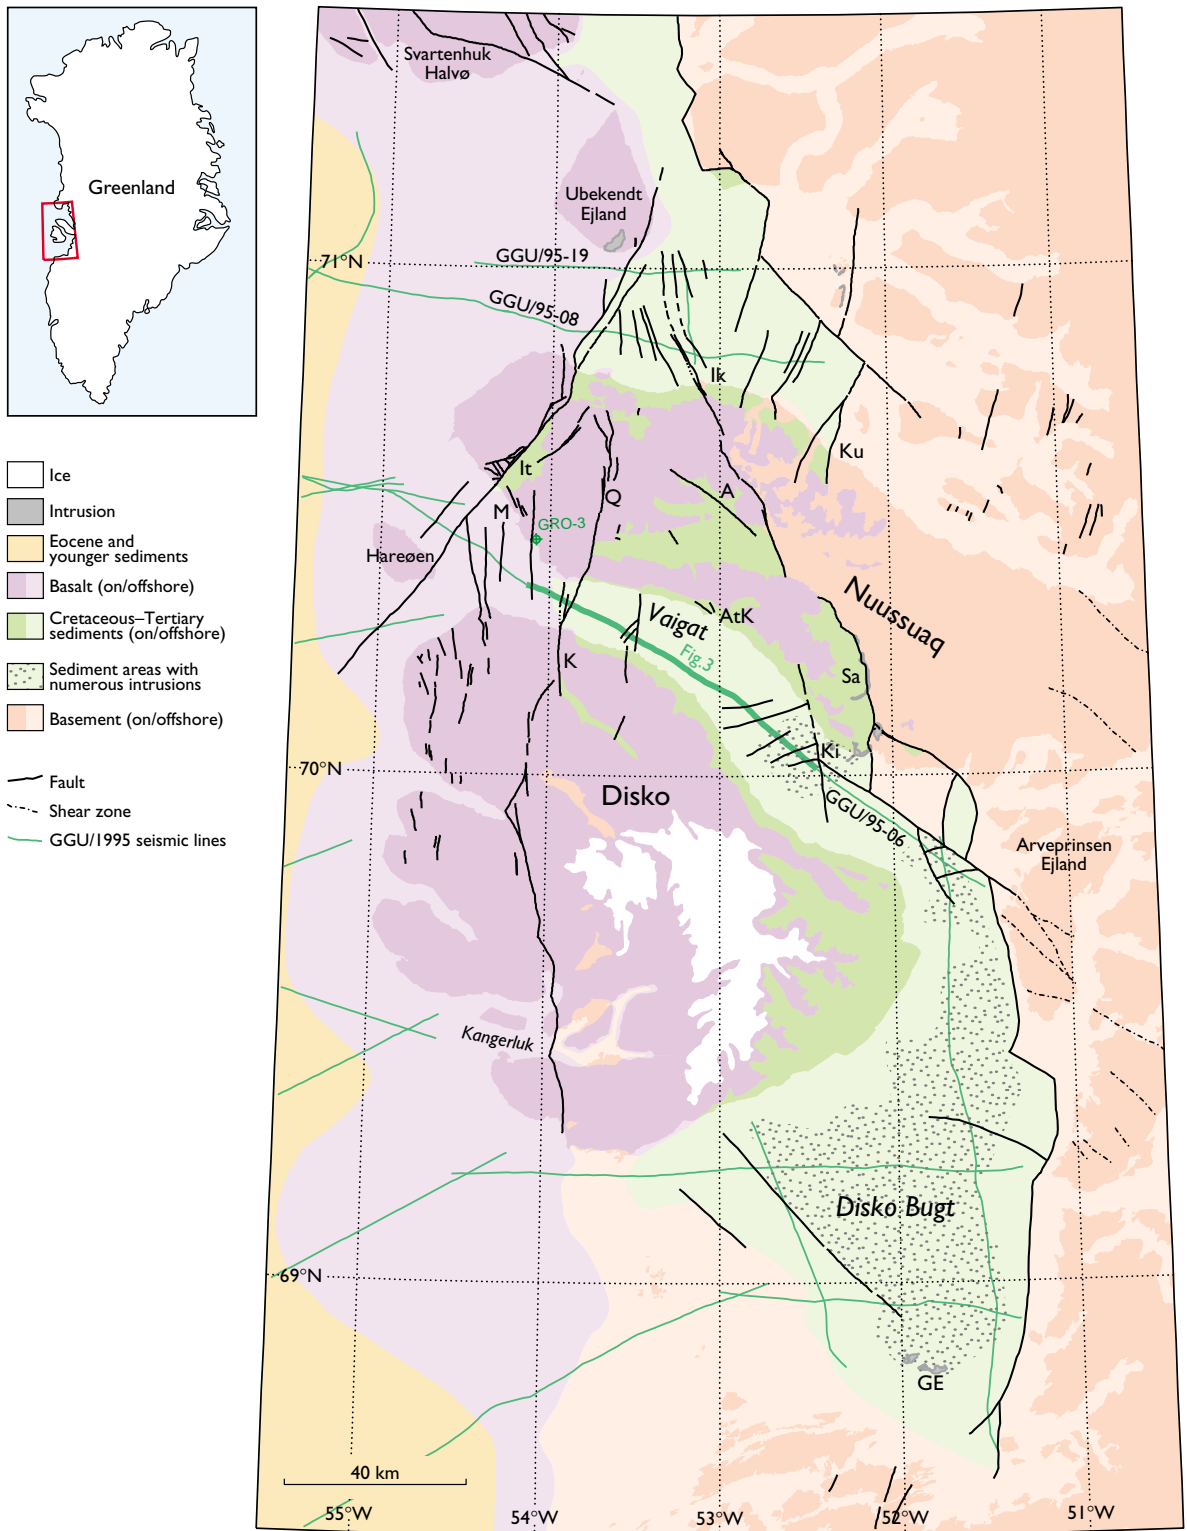 Greenland
Ice
Intrusion
Eocene and
younger sediments
Basalt (on/offshore)
Cretaceous–Tertiary
sediments (on/offshore)
Sediment areas with
numerous intrusions
Basement (on/offshore)
Fault
Shear zone
GGU/1995 seismic lines
Svartenhuk
Halvø
Ubekendt
Ejland
71°N
GGU/95-19
GGU/95-08
Ik
Ku
It
Q
A
M
GRO-3
Hareøen
Nuussuaq
Vaigat
AtK
Fig.3
K
Sa
Ki
70°N
Disko
GGU/95-06
Arveprinsen
Ejland
Kangerluk
Disko Bugt
69°N
GE
40 km
55°W
54°W
53°W
52°W
51°W